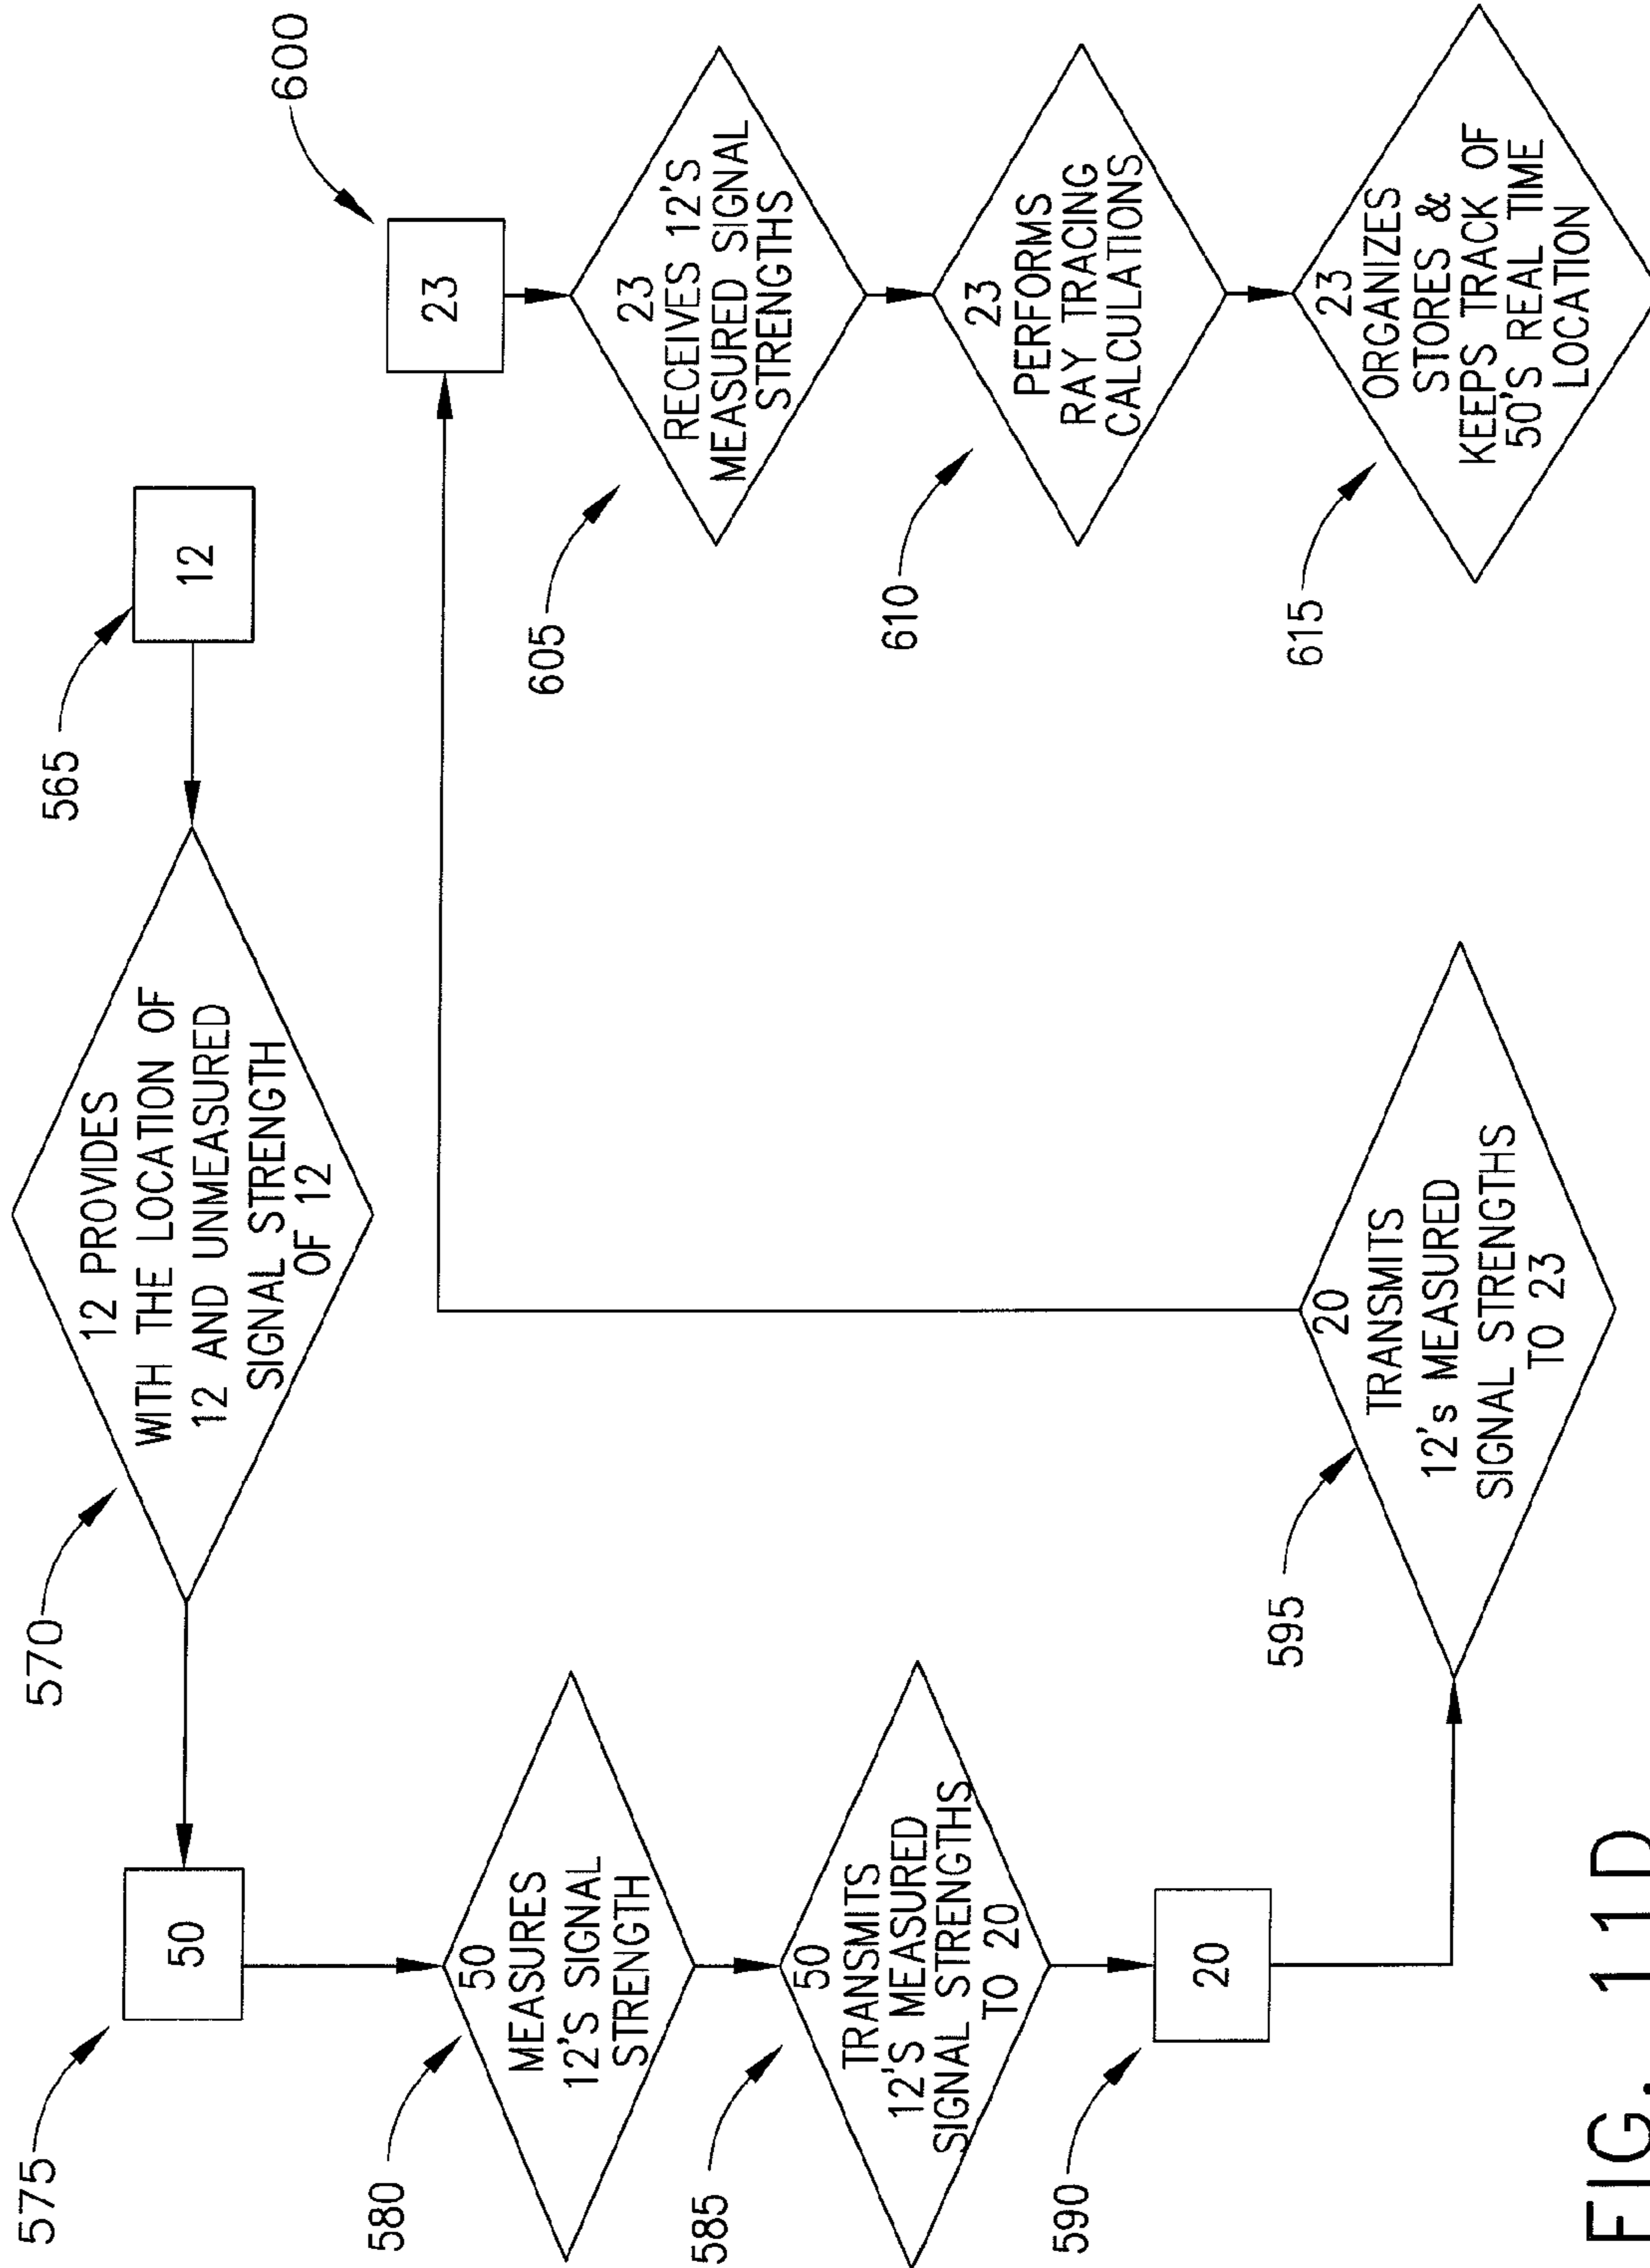 565
12
570
12 PROVIDES
WITH THE LOCATION OF
12 AND UNMEASURED
SIGNAL STRENGTH
OF 12
575
50
580
50
MEASURES
12'S SIGNAL
STRENGTH
585
50
TRANSMITS
12'S MEASURED
SIGNAL STRENGTHS
TO 20
590
20
595
20
TRANSMITS
12's MEASURED
SIGNAL STRENGTHS
TO 23
600
23
605
23
RECEIVES 12'S
MEASURED SIGNAL
STRENGTHS
610
23
PERFORMS
RAY TRACING
CALCULATIONS
615
23
ORGANIZES
STORES &
KEEPS TRACK OF
50'S REAL TIME
LOCATION
FIG. 11D